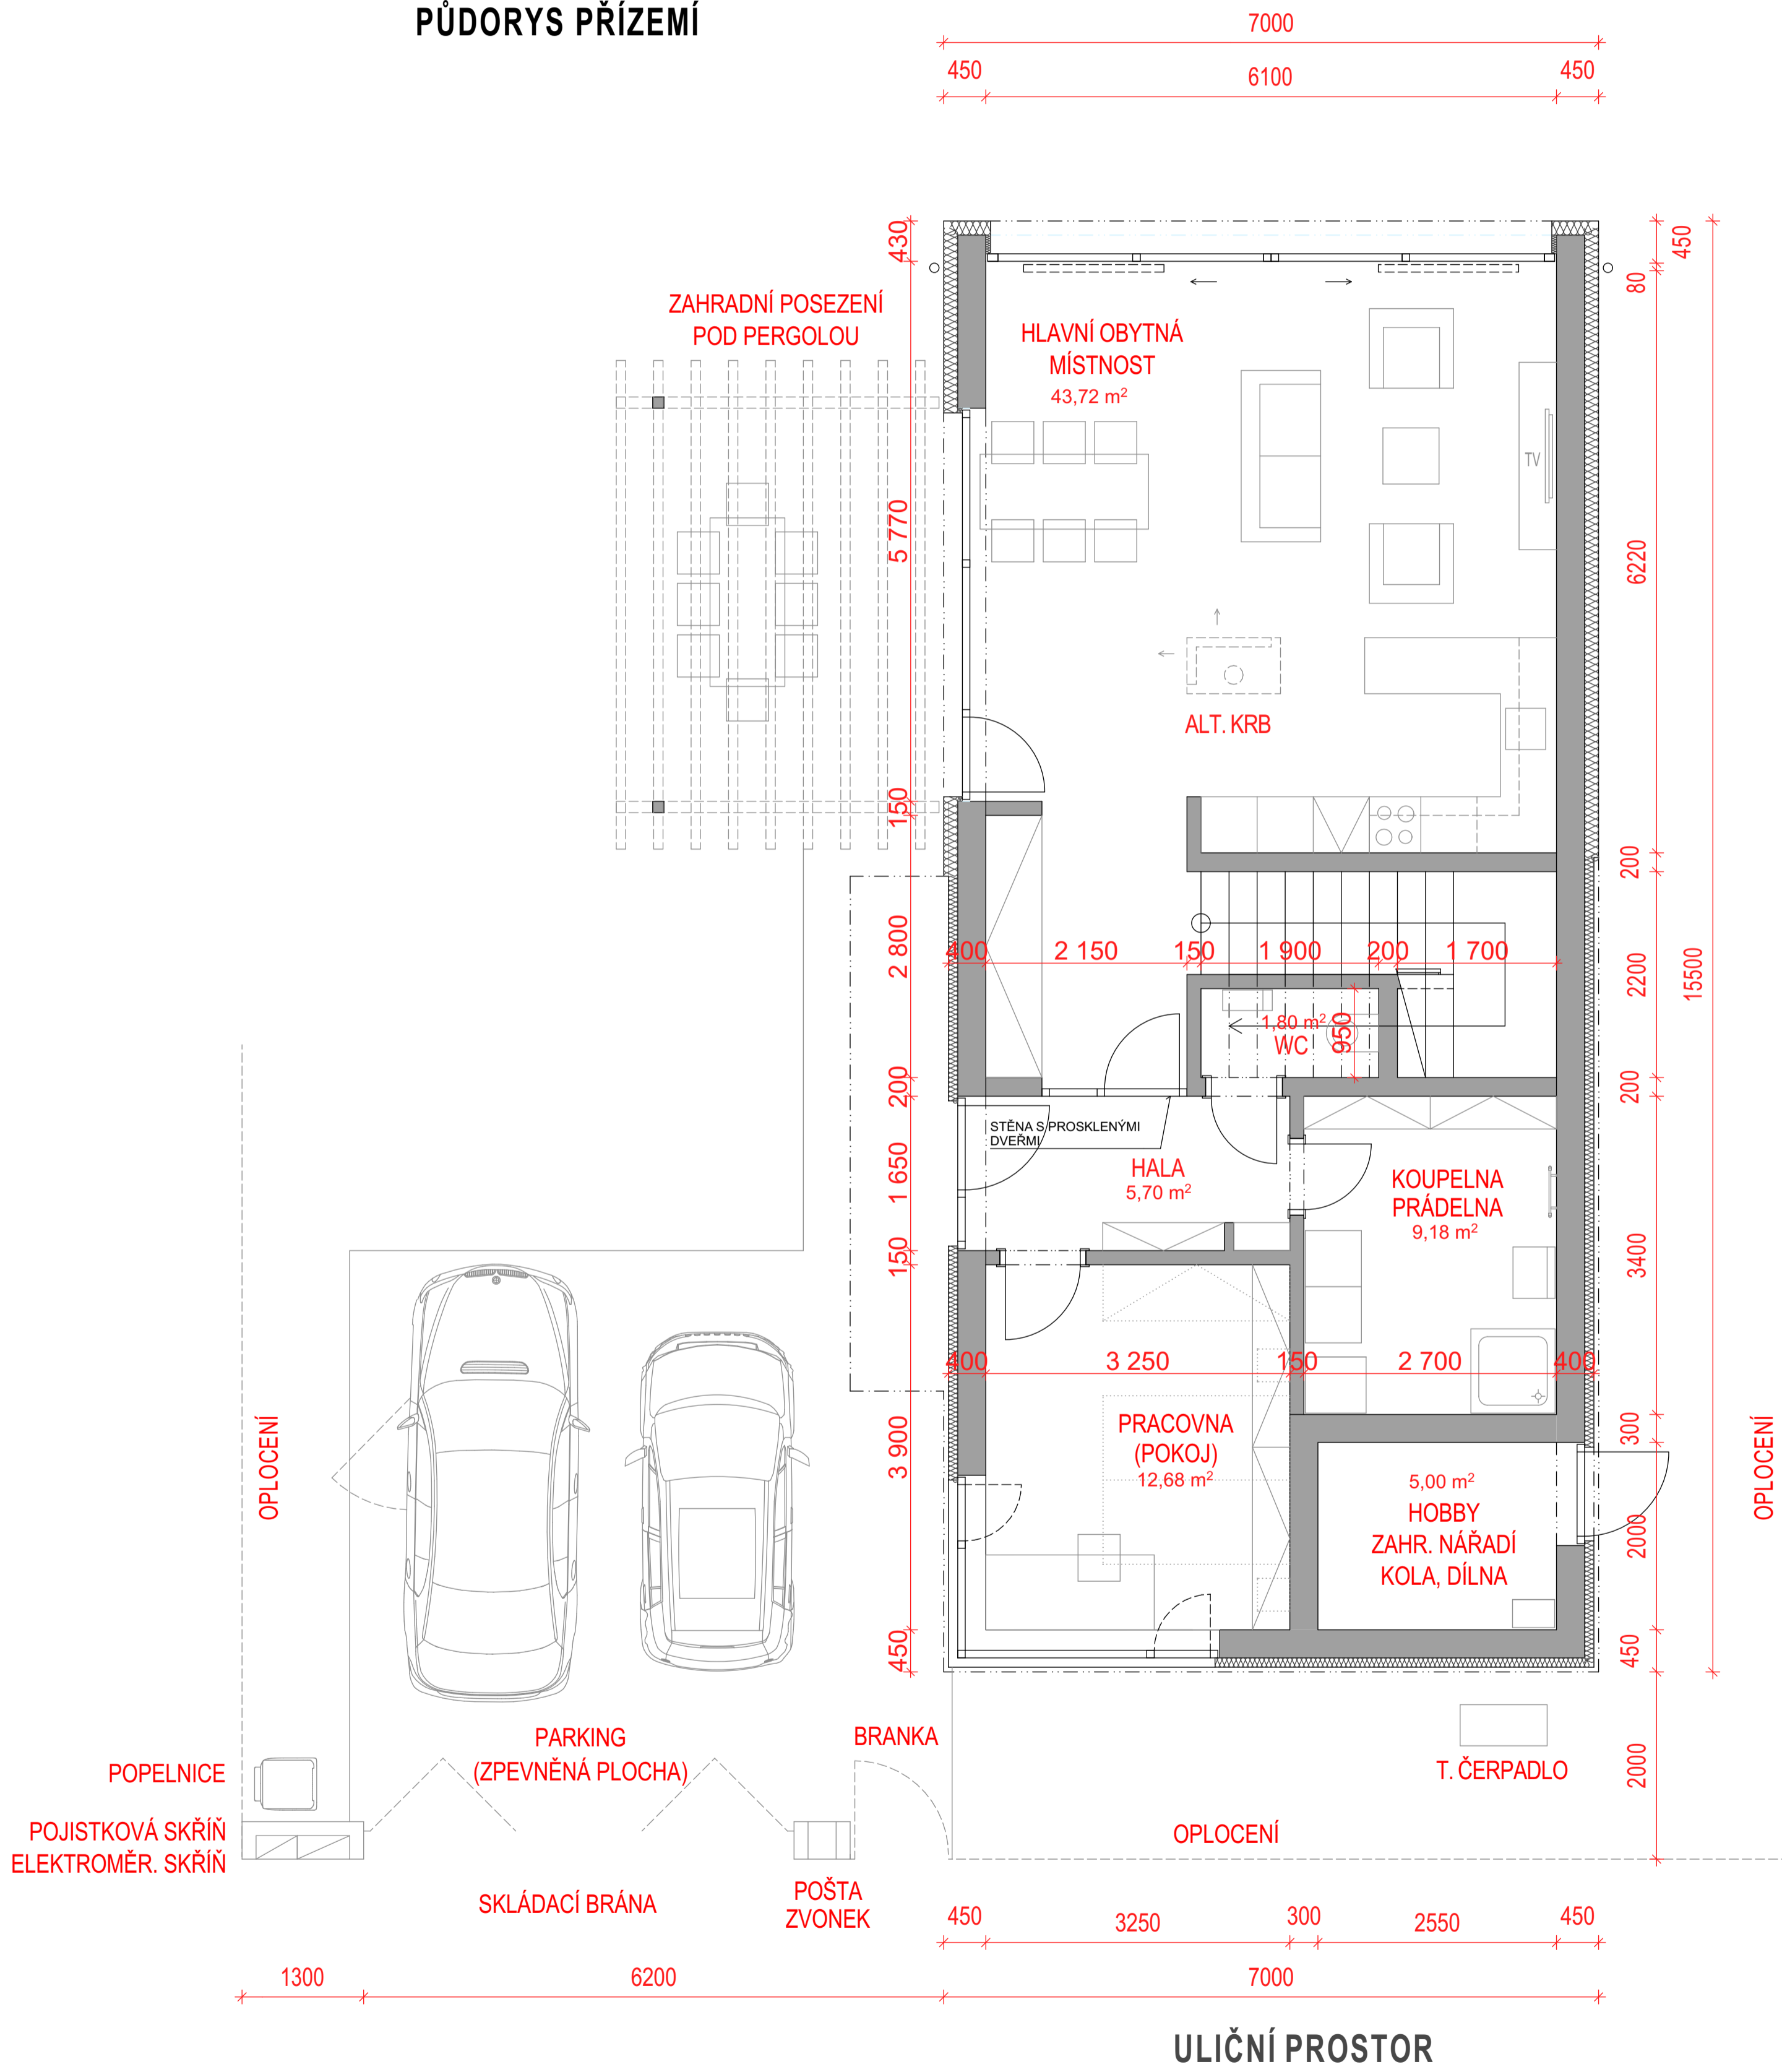 PŮDORYS PŘÍZEMÍ
7000
450
6100
450
430
450
80
ZAHRADNÍ POSEZENÍ
POD PERGOLOU
HLAVNÍ OBYTNÁ
MÍSTNOST
43,72 m²
TV
5 770
6220
ALT. KRB
150
200
2 800
400
2 150
150
1 900
200
1 700
2200
15500
1,80 m²
WC
950
200
200
STĚNA S PROSKLENÝMI
DVEŘMI
HALA
5,70 m²
1 650
KOUPELNA
PRÁDELNA
9,18 m²
150
3400
400
3 250
150
2 700
400
OPLOCENÍ
3 900
PRACOVNA
(POKOJ)
12,68 m²
300
OPLOCENÍ
5,00 m²
HOBBY
ZAHR. NÁŘADÍ
KOLA, DÍLNA
2000
450
450
PARKING
(ZPEVNĚNÁ PLOCHA)
BRANKA
POPELNICE
T. ČERPADLO
2000
POJISTKOVÁ SKŘÍŇ
ELEKTROMĚR. SKŘÍŇ
OPLOCENÍ
SKLÁDACÍ BRÁNA
POŠTA
ZVONEK
450
3250
300
2550
450
1300
6200
7000
ULIČNÍ PROSTOR